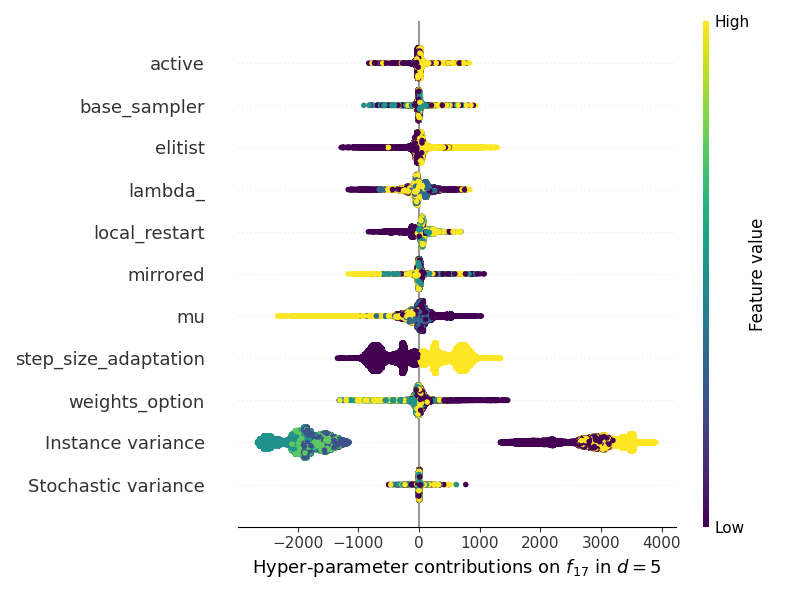 High
active
base_sampler
elitist
lambda_
local_restart
mirrored
mu
step_size_adaptation
weights_option
Instance variance
Stochastic variance
Feature value
Low
−2000 −1000 0 1000 2000 3000 4000
Hyper-parameter contributions on f17 in d = 5